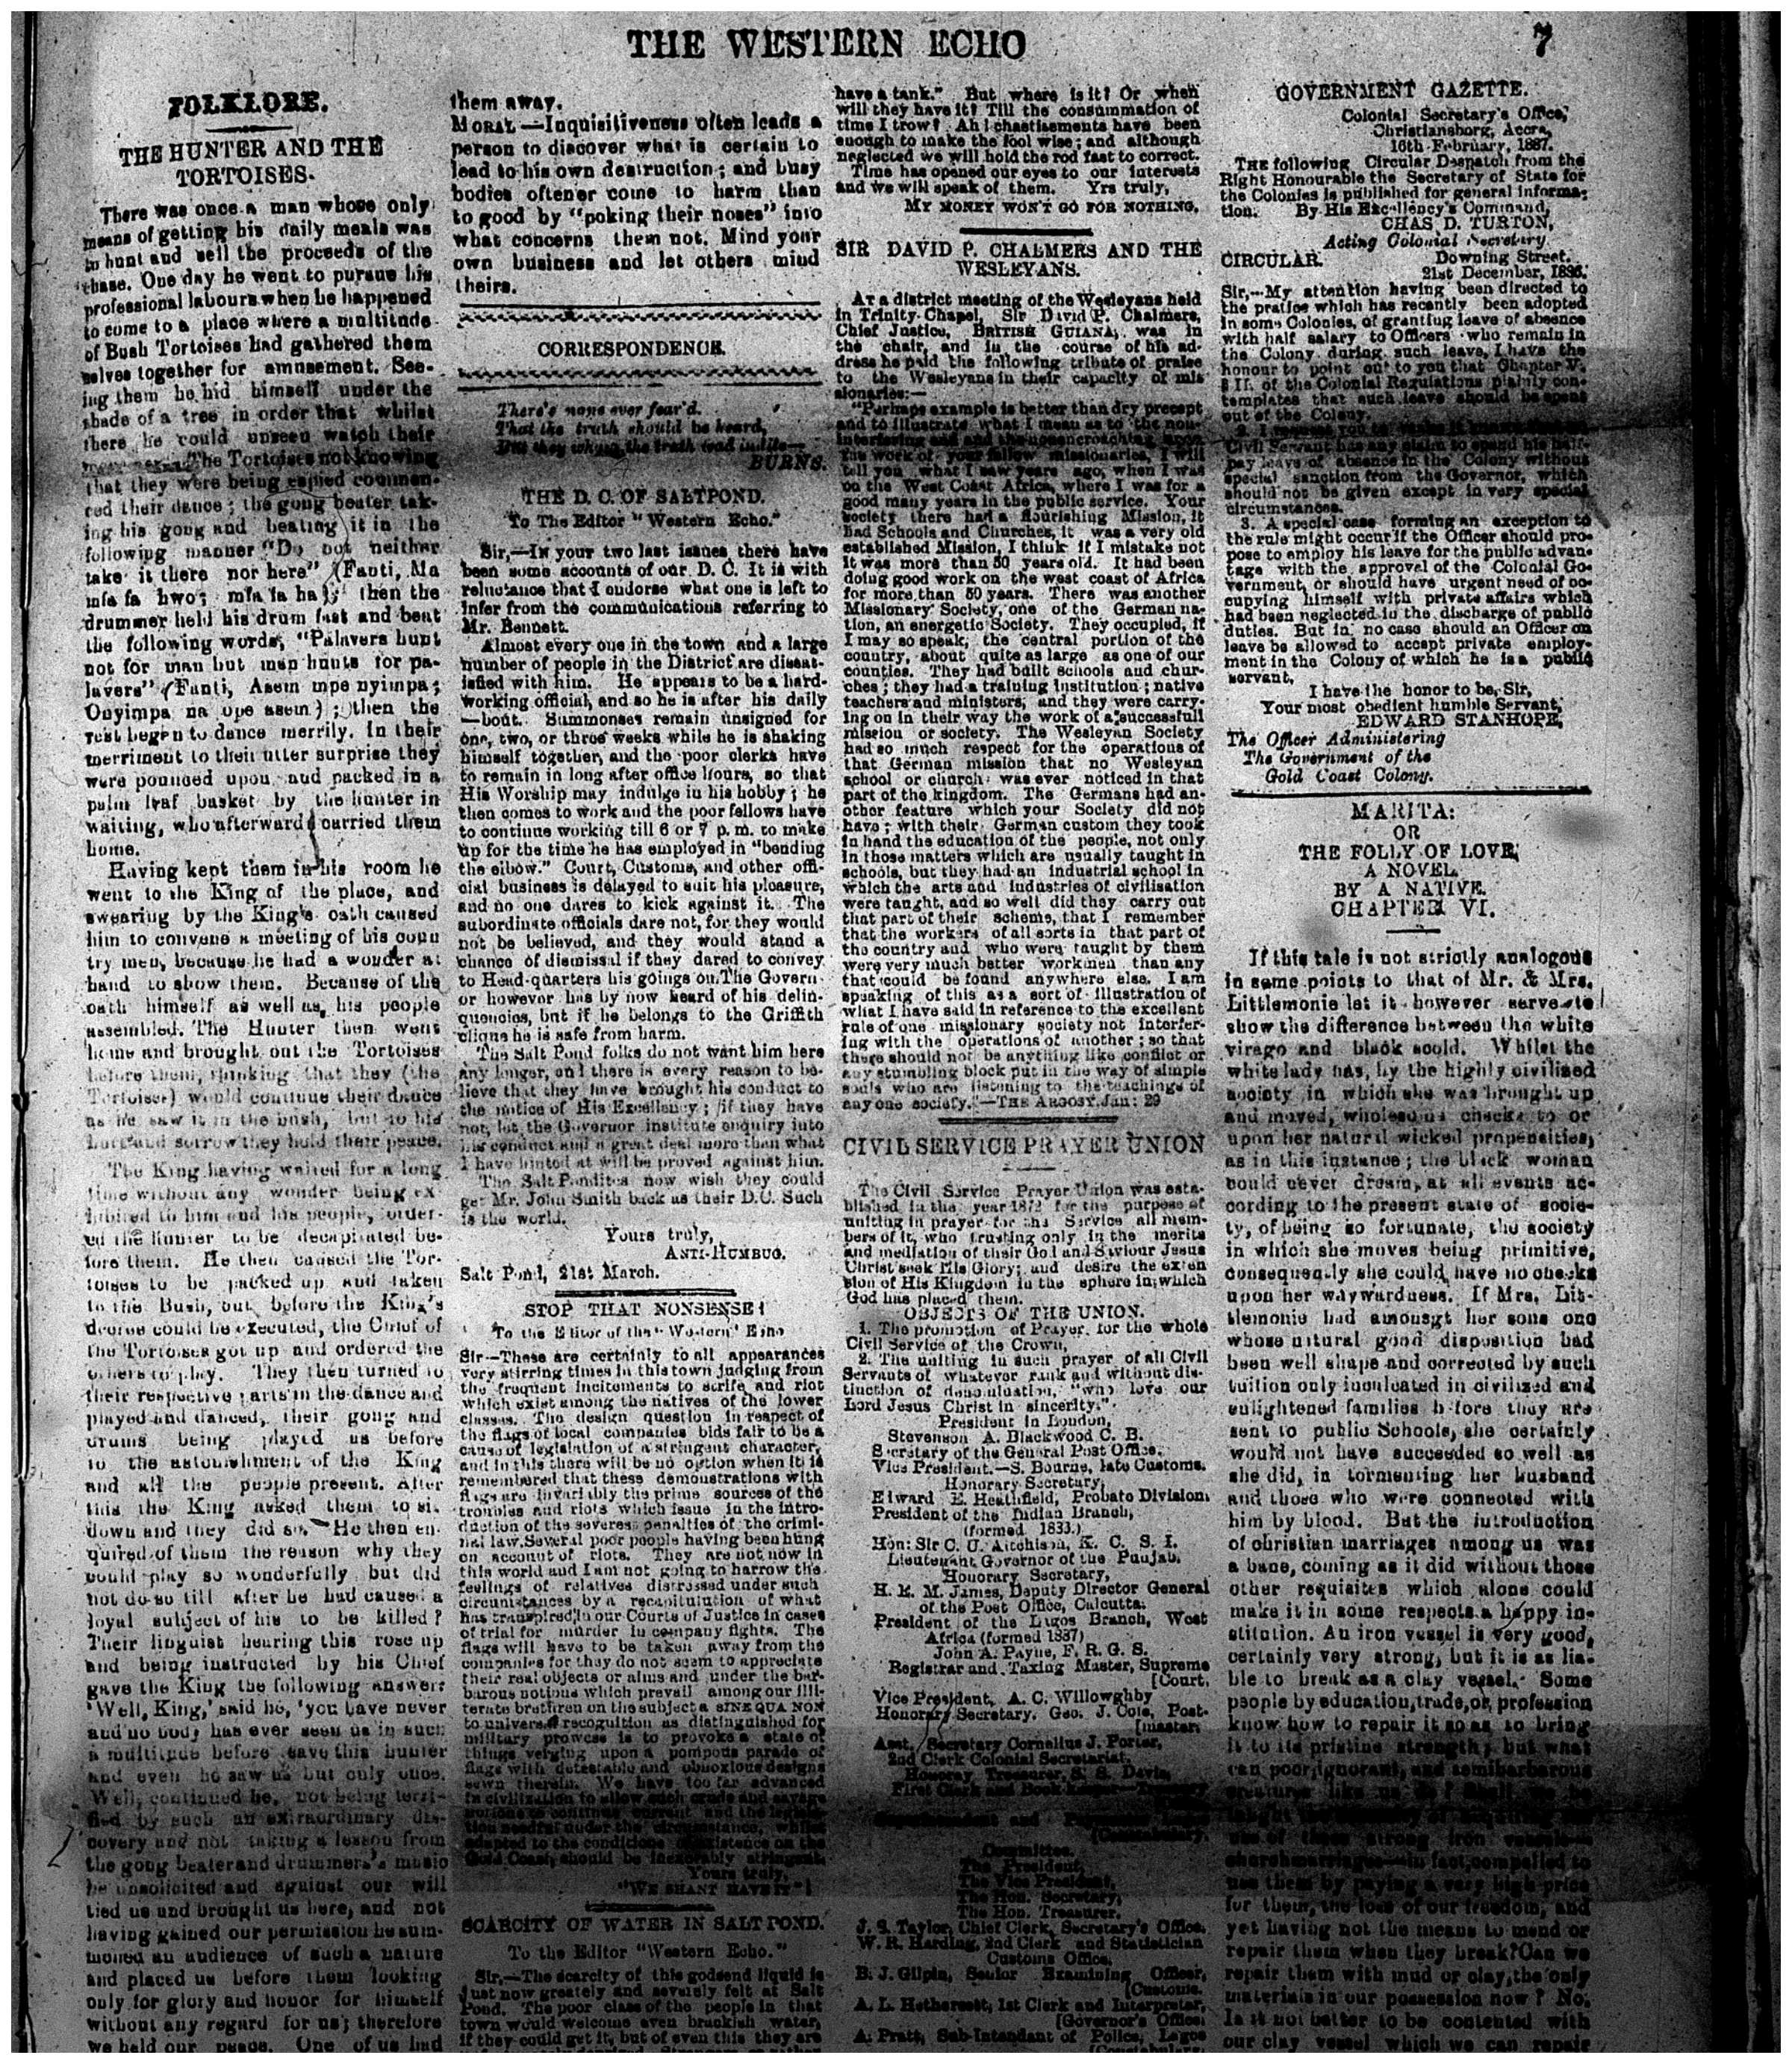 THE WESTERN ECHO
7
FOLKLORE.
THE HUNTER AND THE
TORTOISES.
There was once a man whose only
means of getting his daily meals was
to hunt and sell the proceeds of the
chase. One day he went to pursue his
professional labours when he happened
to come to a place where a multitude
of Bush Tortoises had gathered them
selves together for amusement. See-
ing them he hid himself under the
shade of a tree in order that whilst
there he could unseen watch their
The Tortoises not knowing
that they were being espied commen-
ced their dance; the gong beater tak-
ing his gong and beating it in the
following manner "Do not neither
take it there nor here" (Fanti, Ma
mfa fa hwo; mfa fa ha); then the
drummer held his drum fast and beat
the following words, "Palavers hunt
not for man but man hunts for pa-
lavers" (Fanti, Asem mpe nyimpa;
Onyimpa na ope asem); then the
rest began to dance merrily. In their
merriment to their utter surprise they
were pounced upon and packed in a
palm leaf basket by the hunter in
waiting, who afterwards carried them
home.
Having kept them in his room he
went to the King of the place, and
swearing by the King's oath caused
him to convene a meeting of his coun
try men, because he had a wonder at
hand to show them. Because of the
oath himself as well as his people
assembled. The Hunter then went
home and brought out the Tortoises
before them, thinking that they (the
Tortoises) would continue their dance
as he saw it in the bush, but to his
hurt and sorrow they held their peace.
The King having waited for a long
time without any wonder being ex-
hibited to him and his people, order-
ed the hunter to be decapitated be-
fore them. He then caused the Tor-
toises to be packed up and taken
to the Bush, but before the King's
decree could be executed, the Chief of
the Tortoises got up and ordered the
others to play. They then turned to
their respective parts in the dance and
played and danced, their gong and
drums being played as before
to the astonishment of the King
and all the people present. After
this the King asked them to sit
down and they did so. He then en-
quired of them the reason why they
could play so wonderfully but did
not do so till after he had caused a
loyal subject of his to be killed?
Their linguist hearing this rose up
and being instructed by his Chief
gave the King the following answer:
'Well, King,' said he, 'you have never
and no body has ever seen us in such
a multitude before save this hunter
and even he saw us but only once.
Well, continued he, not being terri-
fied by such an extraordinary dis-
covery and not taking a lesson from
the gong beater and drummer's music
he unsolicited and against our will
tied us and brought us here, and not
having gained our permission he sum-
moned an audience of such a nature
and placed us before them looking
only for glory and honor for himself
without any regard for us; therefore
we held our peace. One of us had
them away.
MORAL—Inquisitiveness often leads a
person to discover what is certain to
lead to his own destruction; and busy
bodies oftener come to harm than
to good by "poking their noses" into
what concerns them not. Mind your
own business and let others mind
theirs.
CORRESPONDENCE.
There's none ever fear'd.
That the truth should be heard,
But they whom the truth wad indite—
BURNS.
THE D. C. OF SALTPOND.
To The Editor "Western Echo."
Sir,—In your two last issues there have
been some accounts of our D. C. It is with
reluctance that I endorse what one is left to
infer from the communications referring to
Mr. Bennett.
Almost every one in the town and a large
number of people in the District are dissat-
isfied with him. He appears to be a hard-
working official, and so he is after his daily
—bout. Summonses remain unsigned for
one, two, or three weeks while he is shaking
himself together, and the poor clerks have
to remain in long after office hours, so that
His Worship may indulge in his hobby; he
then comes to work and the poor fellows have
to continue working till 6 or 7 p. m. to make
up for the time he has employed in "bending
the elbow." Court, Customs, and other offi-
cial business is delayed to suit his pleasure,
and no one dares to kick against it. The
subordinate officials dare not, for they would
not be believed, and they would stand a
chance of dismissal if they dared to convey
to Head-quarters his goings on. The Govern
or however has by now heard of his delin-
quencies, but if he belongs to the Griffith
clique he is safe from harm.
The Salt Pond folks do not want him here
any longer, and there is every reason to be-
lieve that they have brought his conduct to
the notice of His Excellency; if they have
not, let the Governor institute enquiry into
his conduct and a great deal more than what
I have hinted at will be proved against him.
The Salt Pondites now wish they could
get Mr. John Smith back as their D.C. Such
is the world.
Yours truly,
ANTI-HUMBUG.
Salt Pond, 21st March.
STOP THAT NONSENSE!
To the Editor of the "Western" Echo
Sir—These are certainly to all appearances
very stirring times in this town judging from
the frequent incitements to strife and riot
which exist among the natives of the lower
classes. The design question in respect of
the flags of local companies bids fair to be a
cause of legislation of a stringent character,
and in this there will be no option when it is
remembered that these demonstrations with
flags are invariably the prime sources of the
troubles and riots which issue in the intro-
duction of the severest penalties of the crimi-
nal law. Several poor people having been hung
on account of riots. They are not now in
this world and I am not going to harrow the
feelings of relatives distressed under such
circumstances by a recapitulation of what
has transpired in our Courts of Justice in cases
of trial for murder in company fights. The
flags will have to be taken away from the
companies for they do not seem to appreciate
their real objects or aims and under the bar-
barous notions which prevail among our illi-
terate brethren on the subject a SINE QUA NON
to universal recognition as distinguished for
military prowess is to provoke a state of
things verging upon a pompous parade of
flags with detestable and obnoxious designs
sewn therein. We have too far advanced
in civilization to allow such crude and savage
notions to continue current and the legisla-
tion needful under the circumstance, whilst
adapted to the conditions of existence on the
Gold Coast, should be inexorably stringent.
Yours truly,
"WE SHANT HAVE IT"!
SCARCITY OF WATER IN SALTPOND.
To the Editor "Western Echo."
Sir,—The scarcity of this godsend liquid is
just now greately and severely felt at Salt
Pond. The poor class of the people in that
town would welcome even brackish water,
if they could get it, but of even this they are
have a tank." But where is it? Or when
will they have it? Till the consummation of
time I trow! Ah! chastisements have been
enough to make the fool wise; and although
neglected we will hold the rod fast to correct.
Time has opened our eyes to our interests
and we will speak of them. Yrs truly,
MY MONEY WON'T GO FOR NOTHING.
SIR DAVID P. CHALMERS AND THE
WESLEYANS.
AT a district meeting of the Wesleyans held
in Trinity Chapel, Sir David P. Chalmers,
Chief Justice, BRITISH GUIANA, was in
the chair, and in the course of his ad-
dress he paid the following tribute of praise
to the Wesleyans in their capacity of mis
sionaries:—
"Perhaps example is better than dry precept
and to illustrate what I mean as to the non-
interfering and and the nonencroaching upon
the work of your fellow missionaries, I will
tell you what I saw years ago, when I was
on the West Coast Africa, where I was for a
good many years in the public service. Your
society there had a flourishing Mission, it
had Schools and Churches, it was a very old
established Mission, I think if I mistake not
it was more than 50 years old. It had been
doing good work on the west coast of Africa
for more than 50 years. There was another
Missionary Society, one of the German na-
tion, an energetic Society. They occupied, if
I may so speak, the central portion of the
country, about quite as large as one of our
counties. They had built schools and chur-
ches; they had a training institution; native
teachers and ministers, and they were carry-
ing on in their way the work of a successfull
mission or society. The Wesleyan Society
had so much respect for the operations of
that German mission that no Wesleyan
school or church was ever noticed in that
part of the kingdom. The Germans had an-
other feature which your Society did not
have; with their German custom they took
in hand the education of the people, not only
in those matters which are usually taught in
schools, but they had an industrial school in
which the arts and industries of civilisation
were taught, and so well did they carry out
that part of their scheme, that I remember
that the workers of all sorts in that part of
the country and who were taught by them
were very much better workmen than any
that could be found anywhere else. I am
speaking of this as a sort of illustration of
what I have said in reference to the excellent
rule of one missionary society not interfer-
ing with the operations of another; so that
there should not be anything like conflict or
any stumbling block put in the way of simple
souls who are listening to the teachings of
any one society."—THE ARGOSY, Jan: 29
CIVIL SERVICE PRAYER UNION
The Civil Service Prayer Union was esta-
blished in the year 1872 for the purpose of
uniting in prayer for the Service all mem-
bers of it, who trusting only in the merits
and mediation of their God and Saviour Jesus
Christ seek His Glory; and desire the exten
sion of His Kingdom in the sphere in which
God has placed them.
OBJECTS OF THE UNION.
1. The promotion of Prayer for the whole
Civil Service of the Crown,
2. The uniting in such prayer of all Civil
Servants of whatever rank and without dis-
tinction of denomination, "who love our
Lord Jesus Christ in sincerity."
President in London,
Stevenson A. Blackwood C. B.
Secretary of the General Post Office.
Vice President.—S. Bourne, late Customs.
Honorary Secretary,
Edward E. Heathfield, Probate Division.
President of the Indian Branch,
(formed 1833.)
Hon: Sir C. U. Aitchison, K. C. S. I.
Lieutenant Governor of the Punjab.
Honorary Secretary,
H. E. M. James, Deputy Director General
of the Post Office, Calcutta.
President of the Lagos Branch, West
Africa (formed 1887)
John A. Payne, F. R. G. S.
Registrar and Taxing Master, Supreme
[Court,
Vice President, A. C. Willowghby
Honorary Secretary. Geo. J. Cole, Post-
[master.
Asst. Secretary Cornelius J. Porter,
2nd Clerk Colonial Secretariat,
Honoray Treasurer, S. S. Davis,
First Clerk and Book keeper—Treasury
and
[Constabulary.
Committee.
The President,
The Vice President,
The Hon. Secretary,
The Hon. Treasurer.
J. S. Taylor, Chief Clerk, Secretary's Office.
W. R. Harding, 2nd Clerk and Statistician
Customs Office.
B. J. Gilpin, Senior Examining Officer,
[Customs.
A. L. Hethersett, 1st Clerk and Interpreter,
[Governor's Office.
A. Pratt, Sub-Intendant of Police, Lagos
[Constabulary.
GOVERNMENT GAZETTE.
Colonial Secretary's Office,
Christiansborg, Accra,
16th February, 1887.
THE following Circular Despatch from the
Right Honourable the Secretary of State for
the Colonies is published for general informa-
tion. By His Excellency's Command,
CHAS. D. TURTON,
Acting Colonial Secretary.
CIRCULAR. Downing Street.
21st December, 1886.
Sir,—My attention having been directed to
the pratice which has recently been adopted
in some Colonies, of granting leave of absence
with half salary to Officers who remain in
the Colony during such leave, I have the
honour to point out to you that Chapter V.
§ II. of the Colonial Regulations plainly con-
templates that such leave should be spent
out of the Colony.
2. I request you to
Civil Servant has any claim to spend his half-
pay leave of absence in the Colony without
special sanction from the Governor, which
should not be given except in very special
circumstances.
3. A special case forming an exception to
the rule might occur if the Officer should pro-
pose to employ his leave for the public advan-
tage with the approval of the Colonial Go-
vernment, or should have urgent need of oc-
cupying himself with private affairs which
had been neglected in the discharge of public
duties. But in no case should an Officer on
leave be allowed to accept private employ-
ment in the Colony of which he is a public
servant.
I have the honor to be, Sir,
Your most obedient humble Servant,
EDWARD STANHOPE,
The Officer Administering
The Government of the
Gold Coast Colony.
MARITA:
OR
THE FOLLY OF LOVE,
A NOVEL.
BY A NATIVE.
CHAPTER VI.
If this tale is not strictly analogous
in some points to that of Mr. & Mrs.
Littlemonie let it however serve to
show the difference between the white
virago and black scold. Whilst the
white lady has, by the highly civilised
society in which she was brought up
and moved, wholesome checks to or
upon her natural wicked propensities,
as in this instance; the black woman
could never dream, at all events ac-
cording to the present state of socie-
ty, of being so fortunate, the society
in which she moves being primitive,
consequently she could have no checks
upon her waywardness. If Mrs. Lit-
tlemonie had amousgt her sons one
whose natural good disposition had
been well shape and corrected by such
tuition only inculcated in civilized and
enlightened families before they are
sent to public Schools, she certainly
would not have succeeded so well as
she did, in tormenting her husband
and those who were connected with
him by blood. But the introduction
of christian marriages among us was
a bane, coming as it did without those
other requisites which alone could
make it in some respects a happy in-
stitution. An iron vessel is very good,
certainly very strong, but it is as lia-
ble to break as a clay vessel. Some
people by education, trade, or, profession
know how to repair it so as to bring
it to its pristine strength; but what
can poor, ignorant, and semibarbarous
creatures like us do? Shall we be
of these strong iron vessels—
church marriages—in fact, compelled to
use them by paying a very high price
for them, the loss of our freedom, and
yet having not the means to mend or
repair them when they break? Can we
repair them with mud or clay, the only
materials in our possession now? No.
Is it not better to be contented with
our clay vessel which we can repair